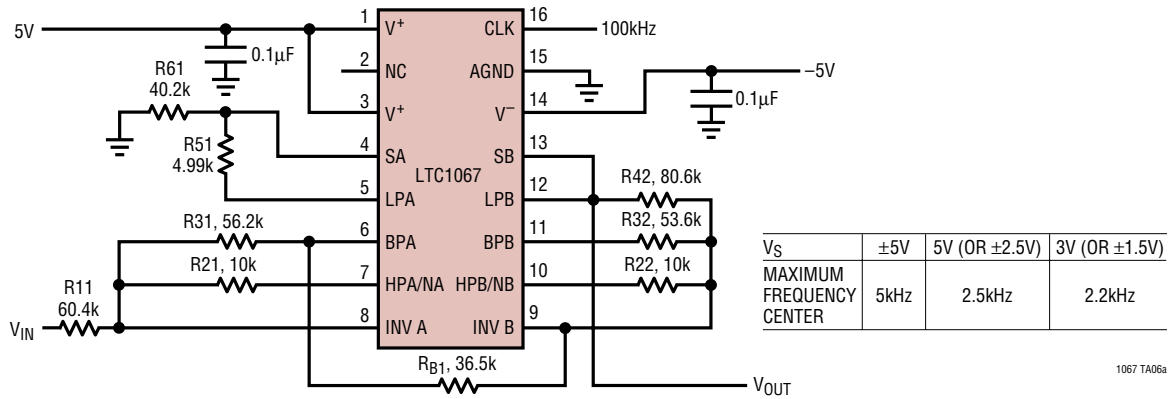 5V
0.1µF
R61
40.2k
R51
4.99k
R31, 56.2k
R21, 10k
R11
60.4k
VIN
RB1, 36.5k
1 V+
2 NC
3 V+
4 SA
5 LPA
6 BPA
7 HPA/NA
8 INV A
LTC1067
CLK 16
AGND 15
V− 14
SB 13
LPB 12
BPB 11
HPB/NB 10
INV B 9
100kHz
–5V
0.1µF
R42, 80.6k
R32, 53.6k
R22, 10k
VOUT
VS ±5V 5V (OR ±2.5V) 3V (OR ±1.5V)
MAXIMUM
FREQUENCY 5kHz 2.5kHz 2.2kHz
CENTER
1067 TA06a